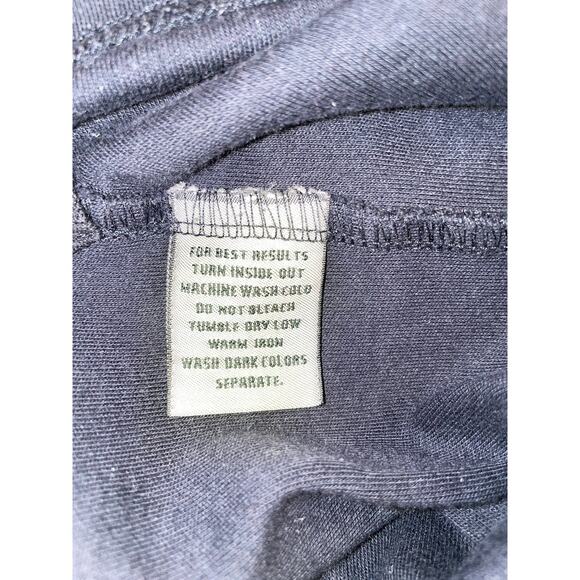 FOR BEST RESULTS
TURN INSIDE OUT
MACHINE WASH COLD
DO NOT BLEACH
TUMBLE DRY LOW
WARM IRON
WASH DARK COLORS
SEPARATE.